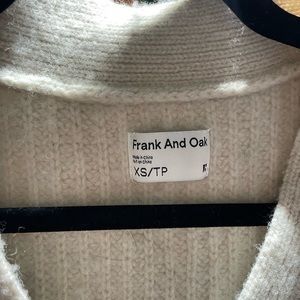 Frank And Oak
Made in China
Fait en Chine
XS/TP